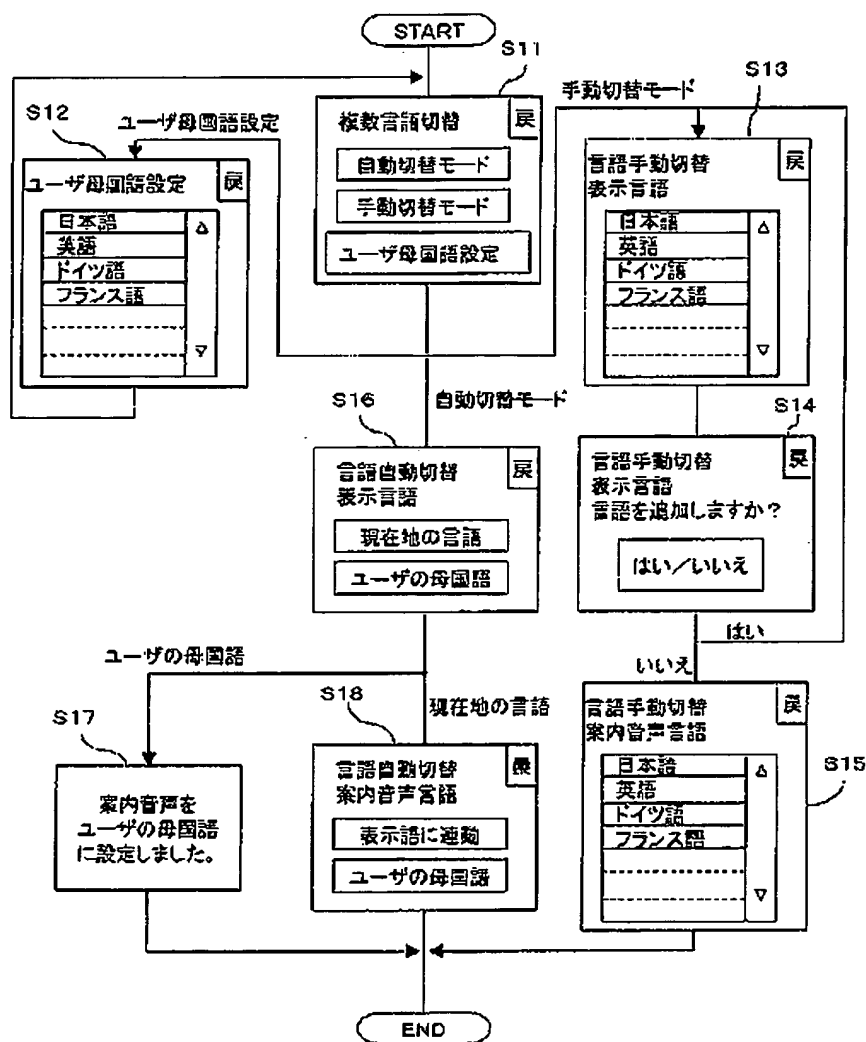 START
S11
複数言語切替
戻
自動切替モード
手動切替モード
ユーザ母国語設定
S12
ユーザ母国語設定
ユーザ母国語設定
戻
日本語
英語
ドイツ語
フランス語
手動切替モード
S13
言語手動切替
表示言語
戻
日本語
英語
ドイツ語
フランス語
自動切替モード
S14
言語手動切替
表示言語
言語を追加しますか?
戻
はい/いいえ
はい
いいえ
S16
言語自動切替
表示言語
戻
現在地の言語
ユーザの母国語
ユーザの母国語
現在地の言語
S17
案内音声を
ユーザの母国語
に設定しました。
S18
言語自動切替
案内音声言語
戻
表示語に連動
ユーザの母国語
S15
言語手動切替
案内音声言語
戻
日本語
英語
ドイツ語
フランス語
END